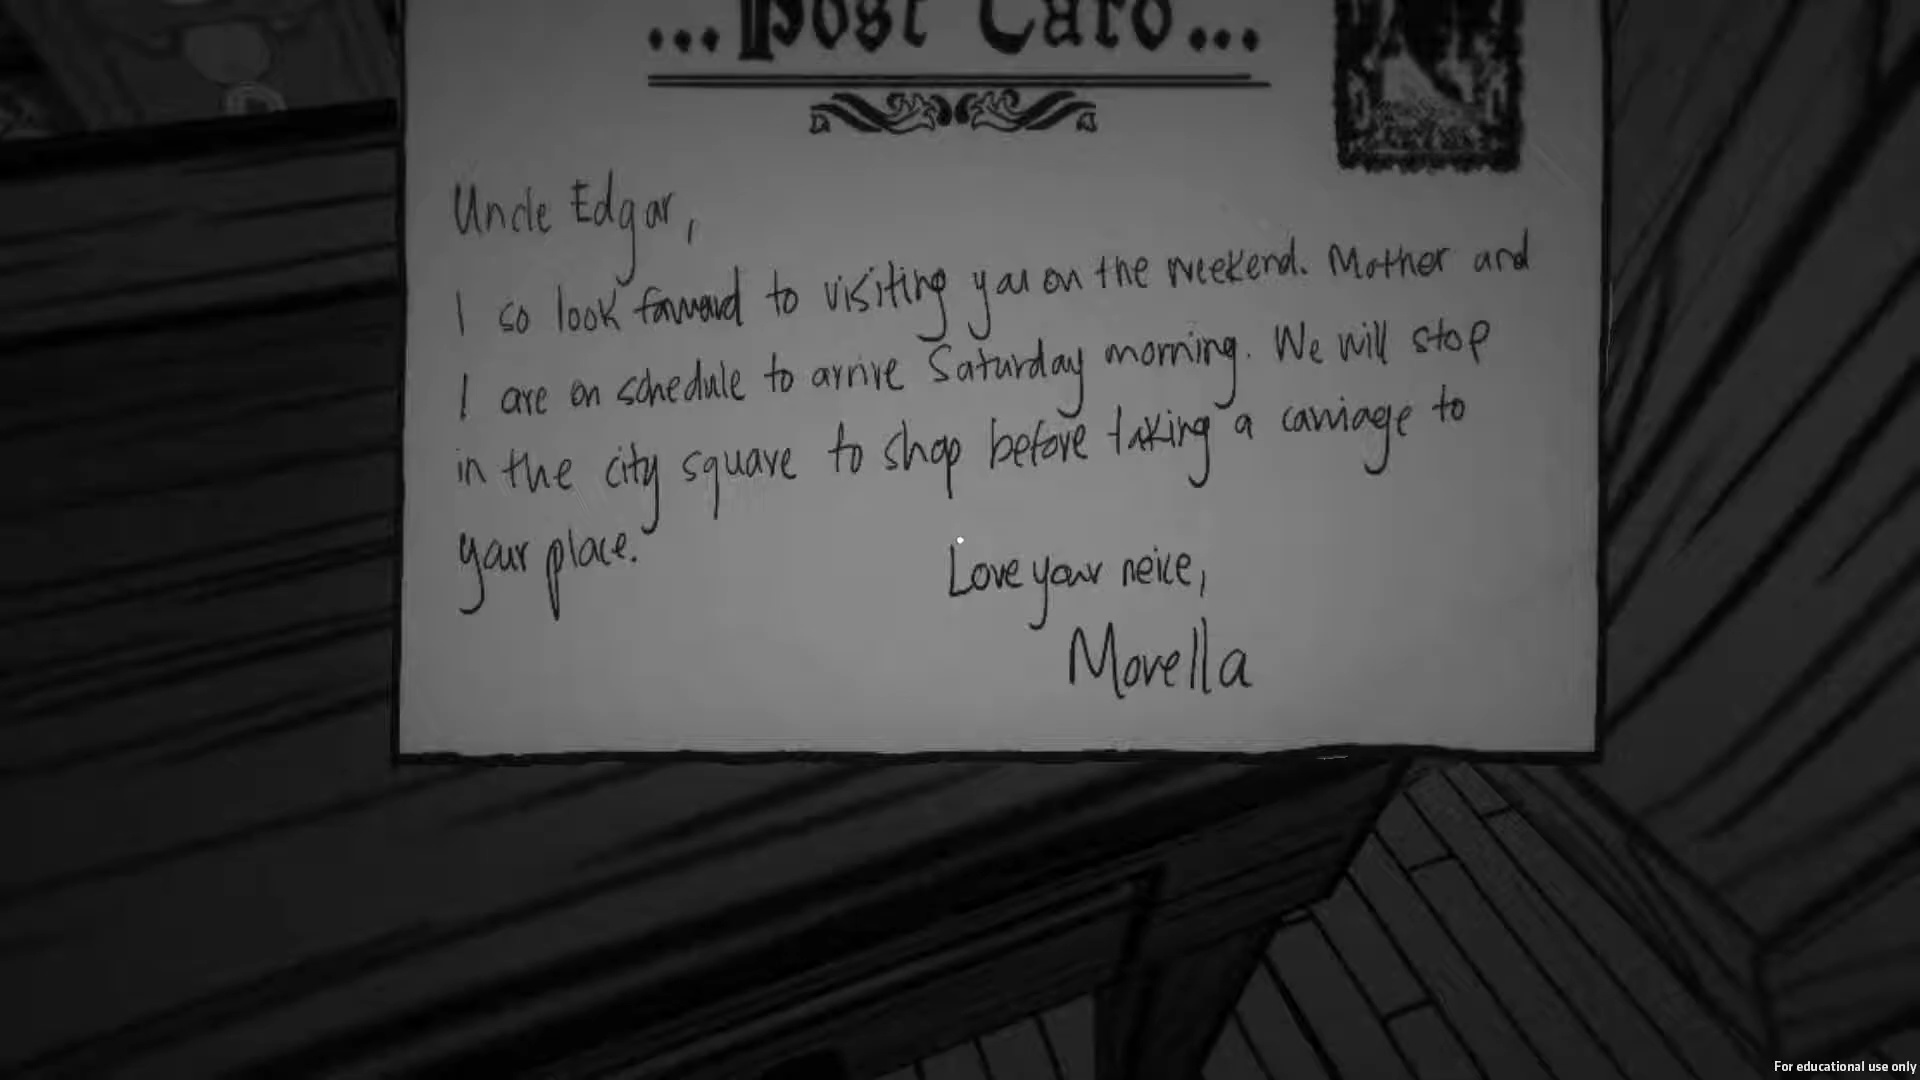 ...Post Card...
Uncle Edgar,
I so look forward to visiting you on the weekend. Mother and
I are on schedule to arrive Saturday morning. We will stop
in the city square to shop before taking a carriage to
your place.
Love your neice,
Morella
For educational use only